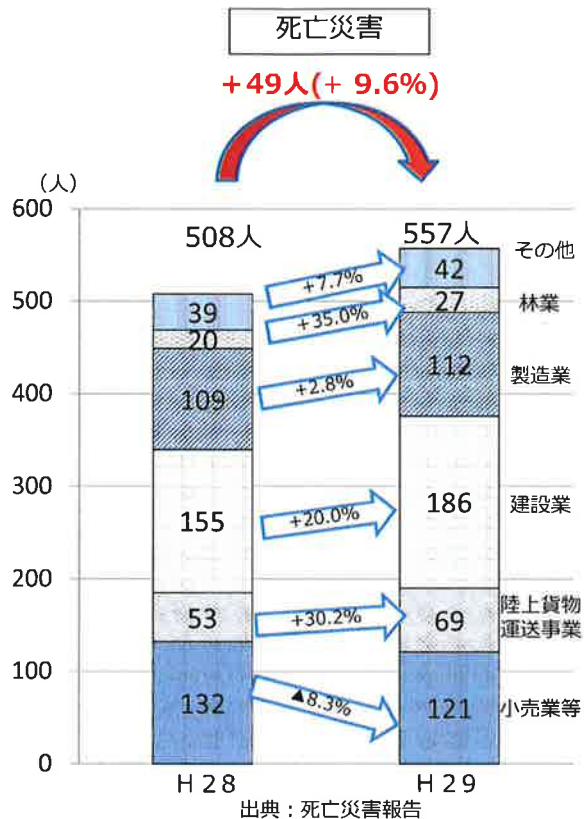 死亡災害
+49人(+ 9.6%)
(人)
600
500
400
300
200
100
0
508人
557人
39
20
109
155
53
132
+7.7%
+35.0%
+2.8%
+20.0%
+30.2%
▲8.3%
42
27
112
186
69
121
その他
林業
製造業
建設業
陸上貨物
運送事業
小売業等
H28
H29
出典：死亡災害報告